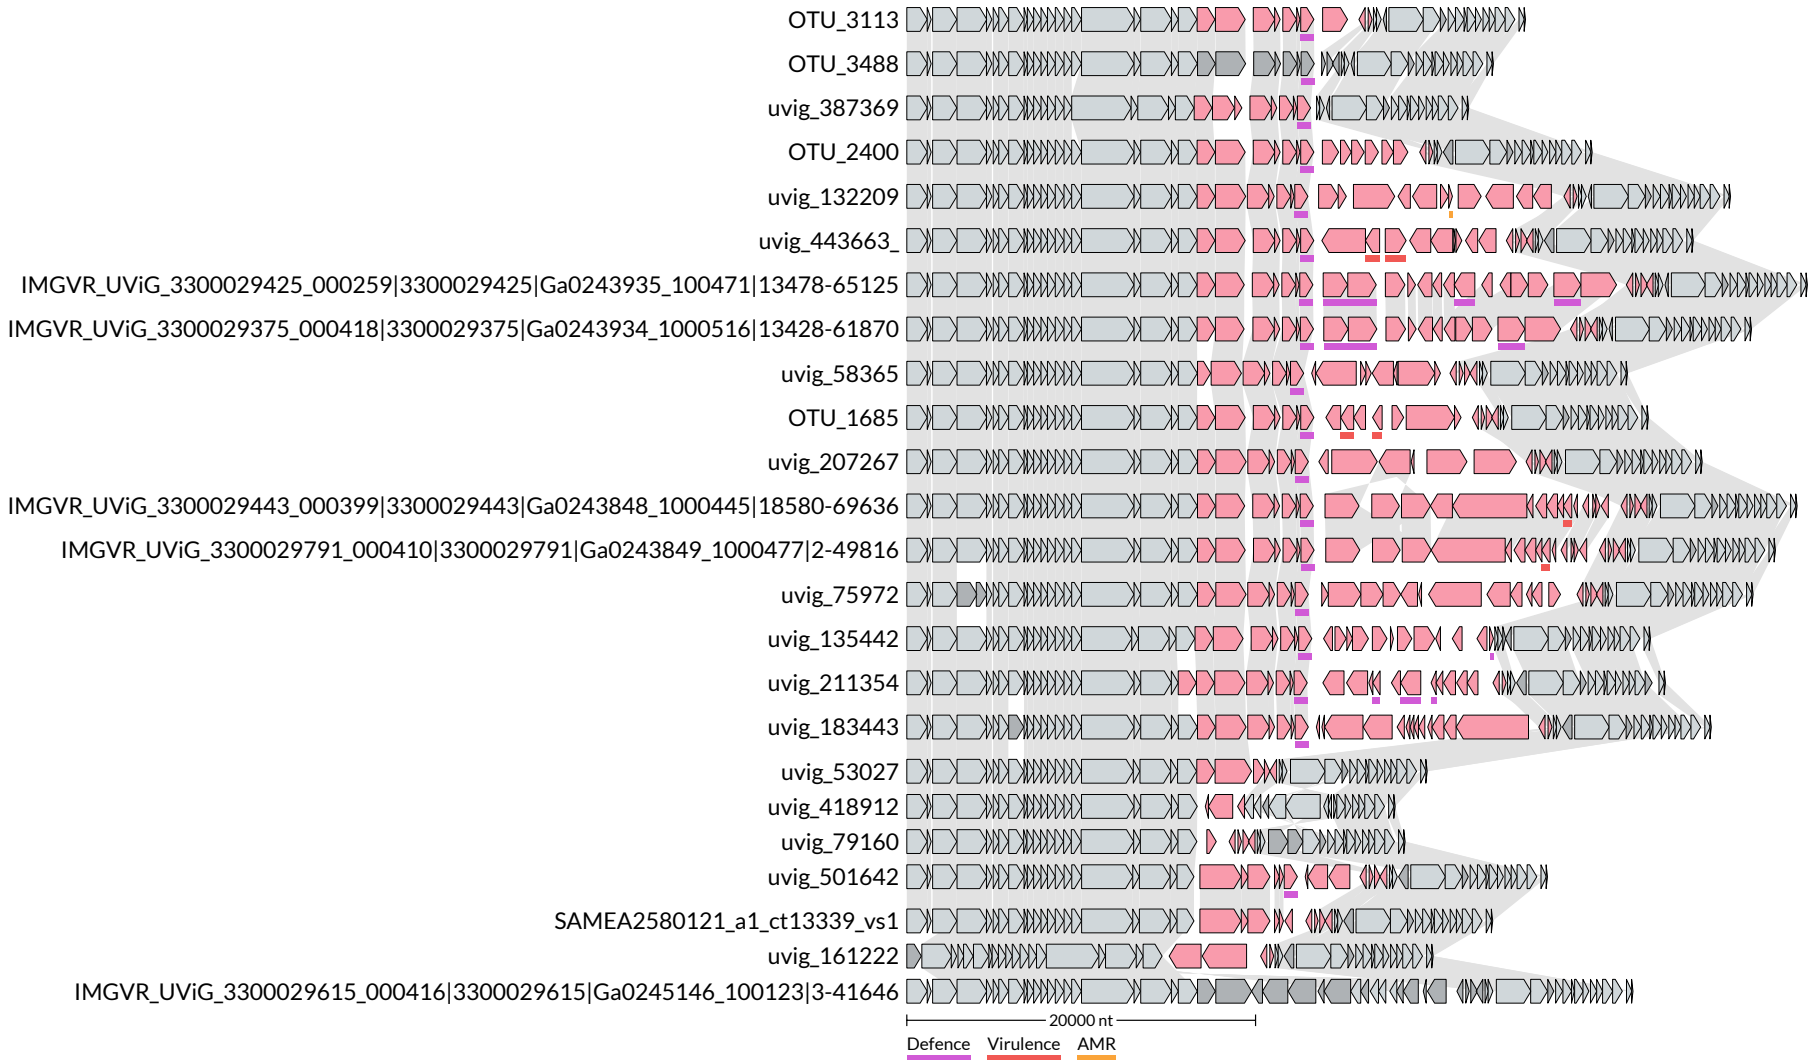 OTU_3113
OTU_3488
uvig_387369
OTU_2400
uvig_132209
uvig_443663_
IMGVR_UViG_3300029425_000259|3300029425|Ga0243935_100471|13478-65125
IMGVR_UViG_3300029375_000418|3300029375|Ga0243934_1000516|13428-61870
uvig_58365
OTU_1685
uvig_207267
IMGVR_UViG_3300029443_000399|3300029443|Ga0243848_1000445|18580-69636
IMGVR_UViG_3300029791_000410|3300029791|Ga0243849_1000477|2-49816
uvig_75972
uvig_135442
uvig_211354
uvig_183443
uvig_53027
uvig_418912
uvig_79160
uvig_501642
SAMEA2580121_a1_ct13339_vs1
uvig_161222
IMGVR_UViG_3300029615_000416|3300029615|Ga0245146_100123|3-41646
20000 nt
Defence Virulence AMR